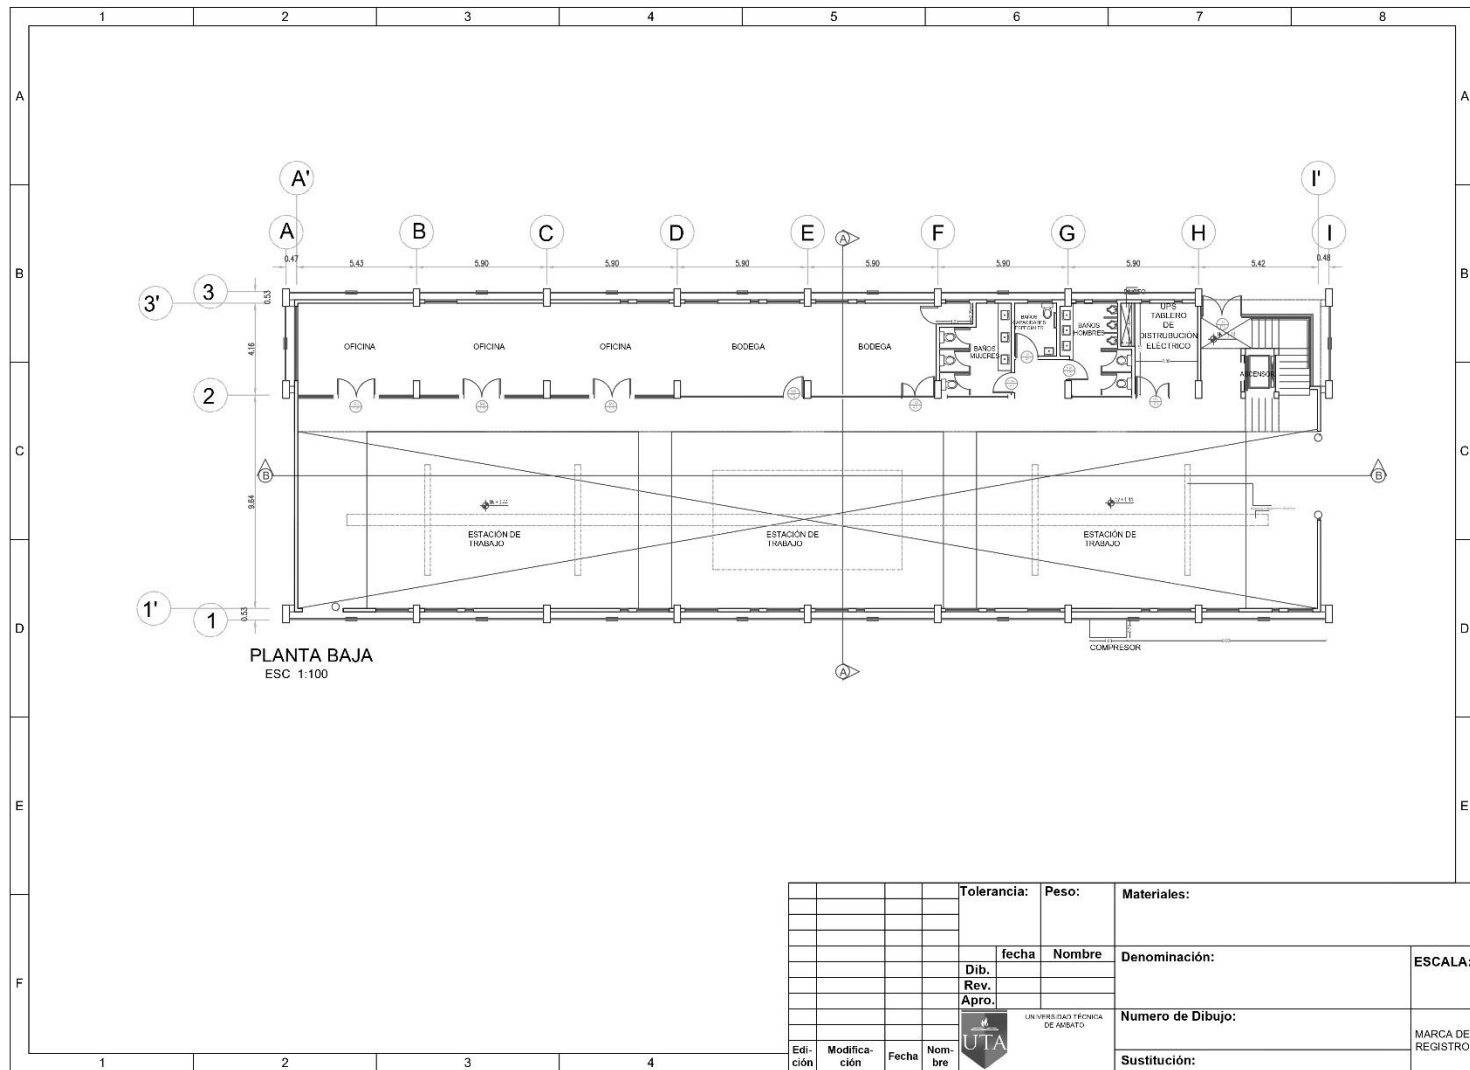 1 2 3 4 5 6 7 8
A A
A' I'
A B C D E F G H I
A
B B
0.47 5.43 5.90 5.90 5.90 5.90 5.90 5.90 5.42 0.48
3
3'
0.53
UPS
TABLERO
DE
DISTRUBUCIÓN
ELÉCTRICO
BAÑOS
HOMBRES
4.16
OFICINA OFICINA OFICINA BODEGA BODEGA
BAÑOS
MUJERES
ASCENSOR
2
C C
B B
9.64
ESTACIÓN DE
TRABAJO
ESTACIÓN DE
TRABAJO
ESTACIÓN DE
TRABAJO
1'
1
0.53
D D
COMPRESOR
PLANTA BAJA
ESC 1:100
A
E E
Tolerancia: Peso: Materiales:
fecha Nombre
Denominación: ESCALA:
Dib.
Rev.
Apro.
F
UNIVERSIDAD TÉCNICA
DE AMBATO
UTA
Numero de Dibujo:
MARCA DE
REGISTRO
Edi-
ción
Modifica-
ción
Fecha
Nom-
bre
Sustitución:
1 2 3 4